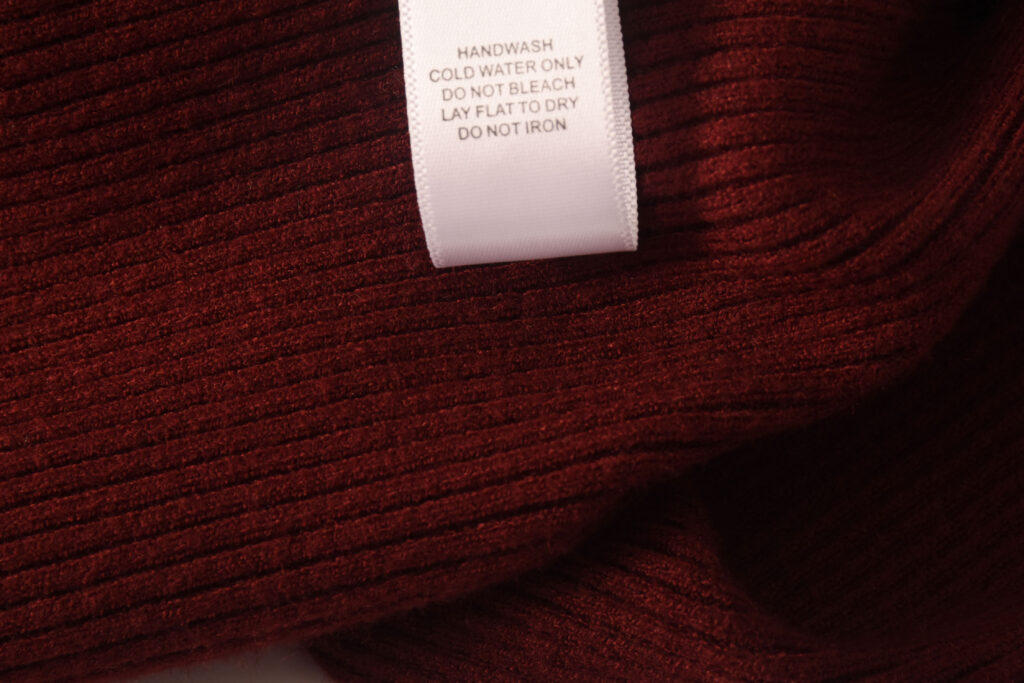 HANDWASH
COLD WATER ONLY
DO NOT BLEACH
LAY FLAT TO DRY
DO NOT IRON